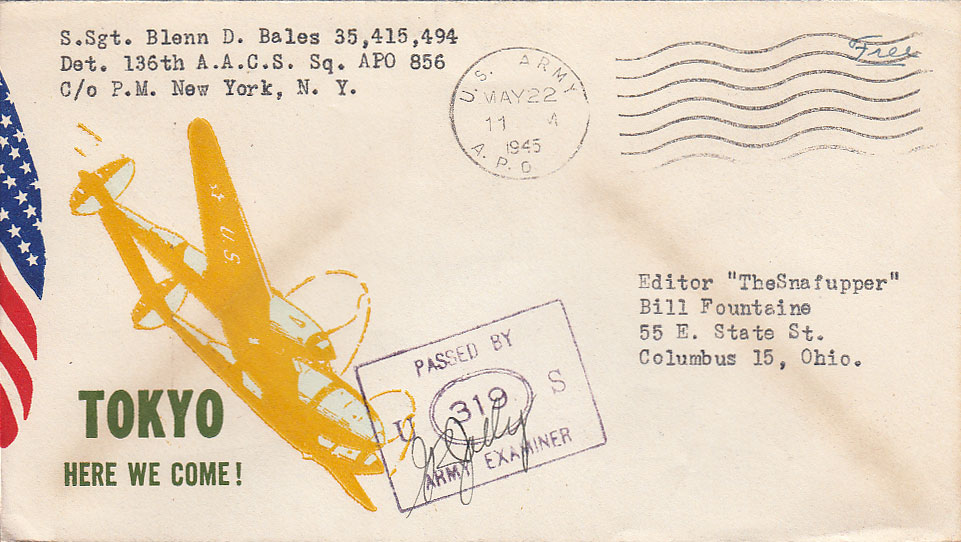 S.Sgt. Blenn D. Bales 35,415,494
Det. 136th A.A.C.S. Sq. APO 856
C/o P.M. New York, N. Y.
U.S. ARMY
MAY 22
11 M
1945
A.P.O
Free
U.S.
Editor "TheSnafupper"
Bill Fountaine
55 E. State St.
Columbus 15, Ohio.
PASSED BY
U 319 S
ARMY EXAMINER
TOKYO
HERE WE COME!